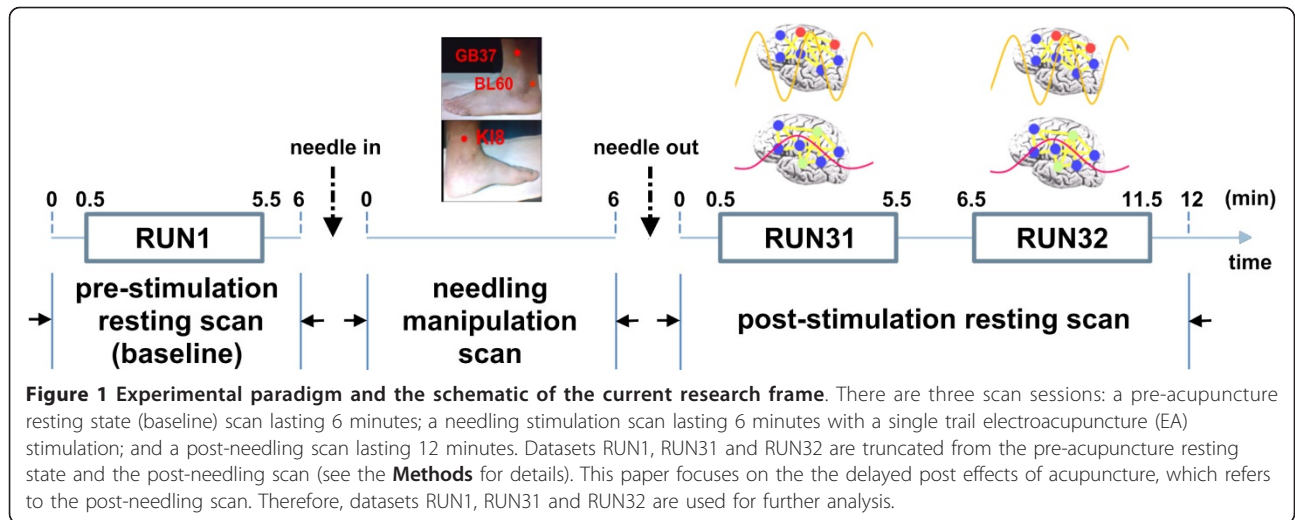 GB37
BL60
KI8
needle in
needle out
0 0.5 5.5 6 0 6 0 0.5 5.5 6.5 11.5 12 (min)
RUN1 RUN31 RUN32
time
pre-stimulation
resting scan
(baseline)
needling
manipulation
scan
post-stimulation resting scan
Figure 1 Experimental paradigm and the schematic of the current research frame. There are three scan sessions: a pre-acupuncture
resting state (baseline) scan lasting 6 minutes; a needling stimulation scan lasting 6 minutes with a single trail electroacupuncture (EA)
stimulation; and a post-needling scan lasting 12 minutes. Datasets RUN1, RUN31 and RUN32 are truncated from the pre-acupuncture resting
state and the post-needling scan (see the Methods for details). This paper focuses on the the delayed post effects of acupuncture, which refers
to the post-needling scan. Therefore, datasets RUN1, RUN31 and RUN32 are used for further analysis.